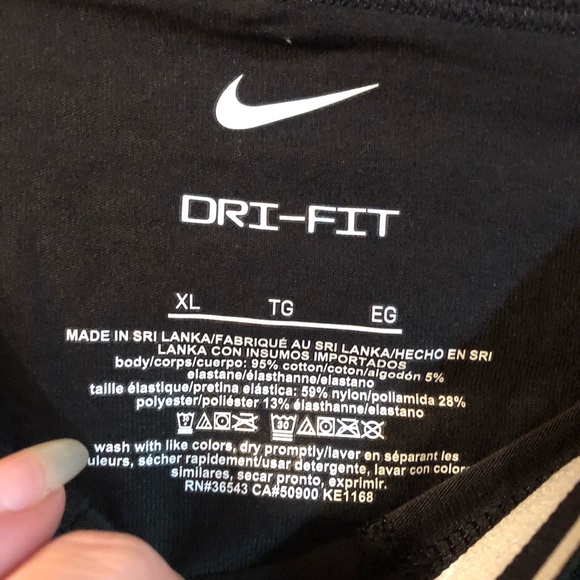 DRI-FIT
XL TG EG
MADE IN SRI LANKA/FABRIQUÉ AU SRI LANKA/HECHO EN SRI
LANKA CON INSUMOS IMPORTADOS
body/corps/cuerpo: 95% cotton/coton/algodón 5%
elastane/élasthanne/elastano
taille élastique/pretina elástica: 59% nylon/poliamida 28%
polyester/poliéster 13% élasthanne/elastano
30
wash with like colors, dry promptly/laver en séparant les
uleurs, sécher rapidement/usar detergente, lavar con color
similares, secar pronto, exprimir.
RN#36543 CA#50900 KE1168